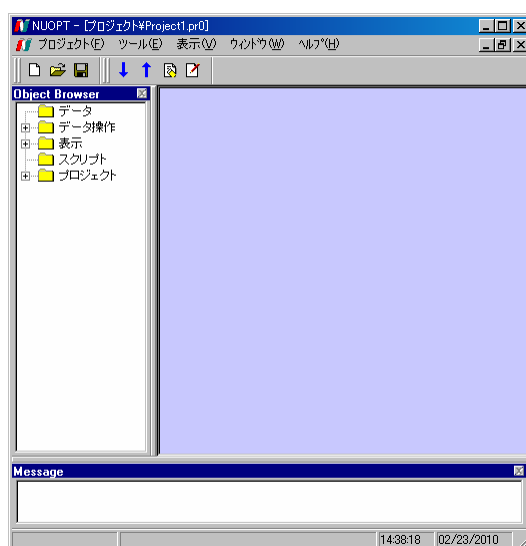 NUOPT - [プロジェクト¥Project1.pr0]
プロジェクト(F) ツール(E) 表示(V) ウィンドウ(W) ヘルプ(H)
Object Browser
データ
データ操作
表示
スクリプト
プロジェクト
Message
14:38:18 02/23/2010